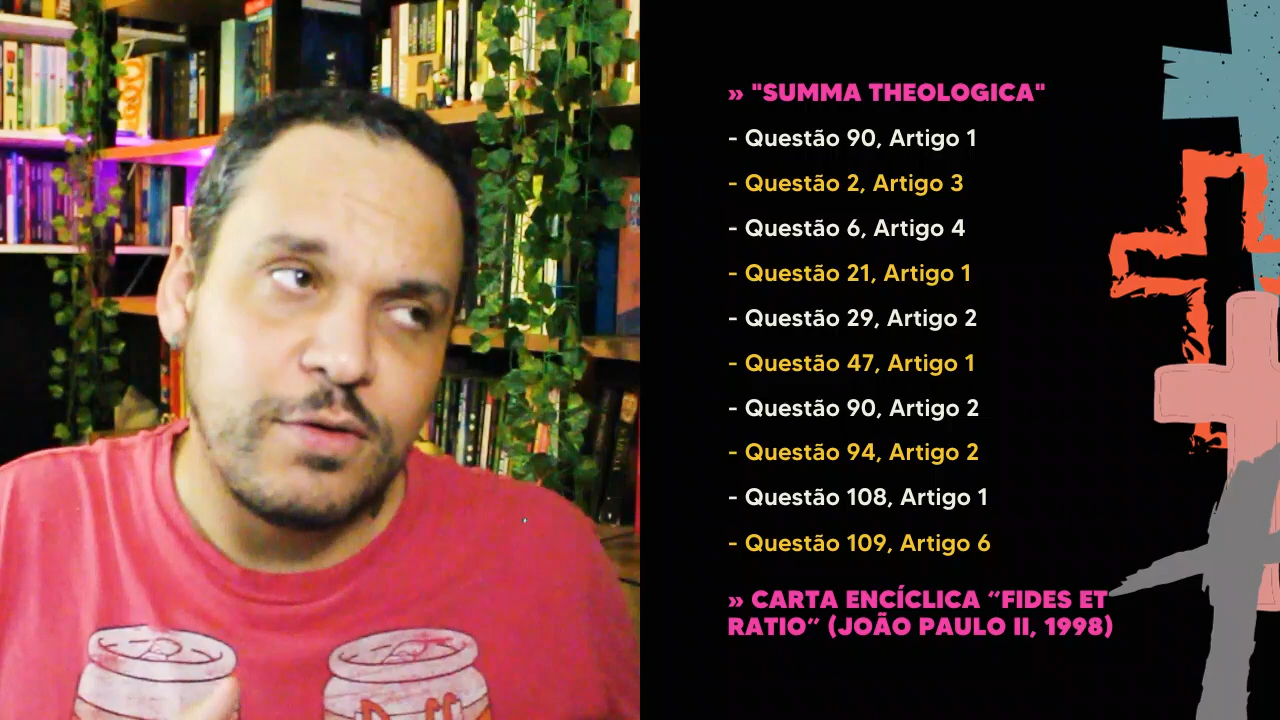 » "SUMMA THEOLOGICA"
- Questão 90, Artigo 1
- Questão 2, Artigo 3
- Questão 6, Artigo 4
- Questão 21, Artigo 1
- Questão 29, Artigo 2
- Questão 47, Artigo 1
- Questão 90, Artigo 2
- Questão 94, Artigo 2
- Questão 108, Artigo 1
- Questão 109, Artigo 6
» CARTA ENCÍCLICA “FIDES ET
RATIO” (JOÃO PAULO II, 1998)